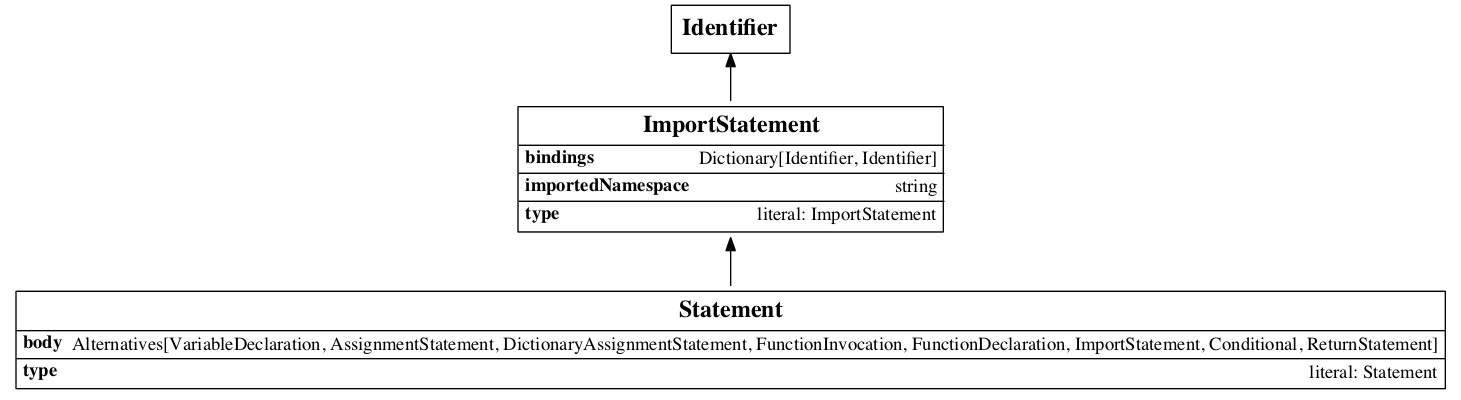 Identifier
ImportStatement
bindings Dictionary[Identifier, Identifier]
importedNamespace string
type literal: ImportStatement
Statement
body Alternatives[VariableDeclaration, AssignmentStatement, DictionaryAssignmentStatement, FunctionInvocation, FunctionDeclaration, ImportStatement, Conditional, ReturnStatement]
type literal: Statement